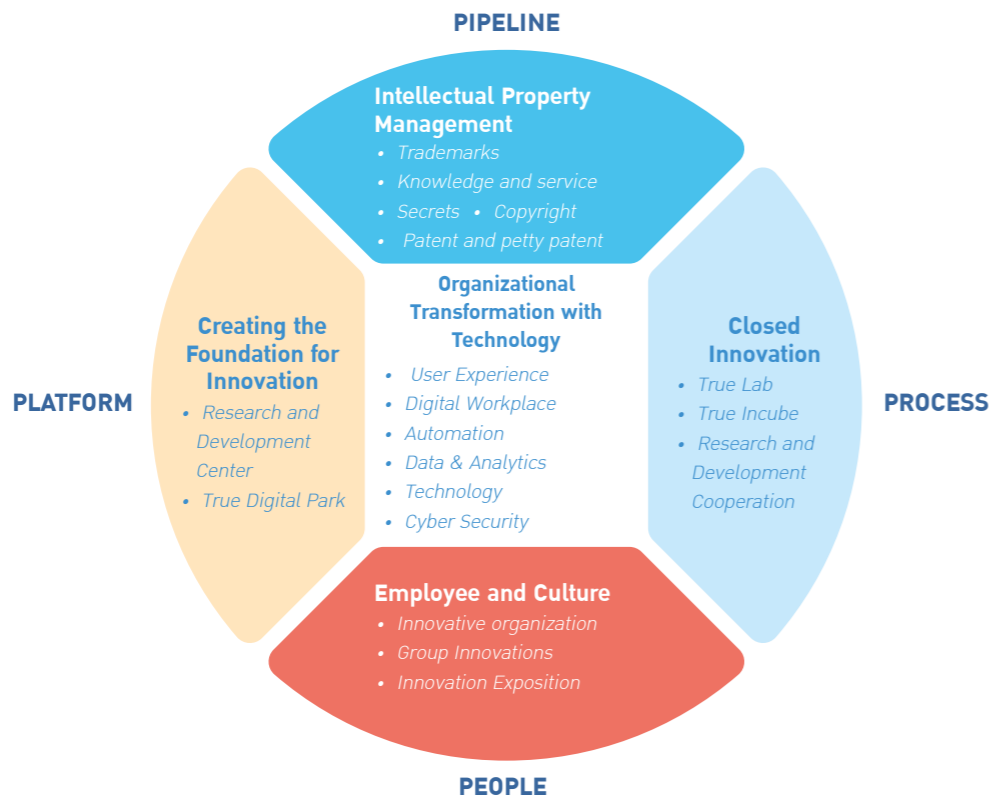 PIPELINE
Intellectual Property
Management
• Trademarks
• Knowledge and service
• Secrets • Copyright
• Patent and petty patent
PLATFORM
Creating the
Foundation for
Innovation
• Research and
Development
Center
• True Digital Park
Organizational
Transformation with
Technology
• User Experience
• Digital Workplace
• Automation
• Data & Analytics
• Technology
• Cyber Security
Closed
Innovation
• True Lab
• True Incube
• Research and
Development
Cooperation
PROCESS
Employee and Culture
• Innovative organization
• Group Innovations
• Innovation Exposition
PEOPLE